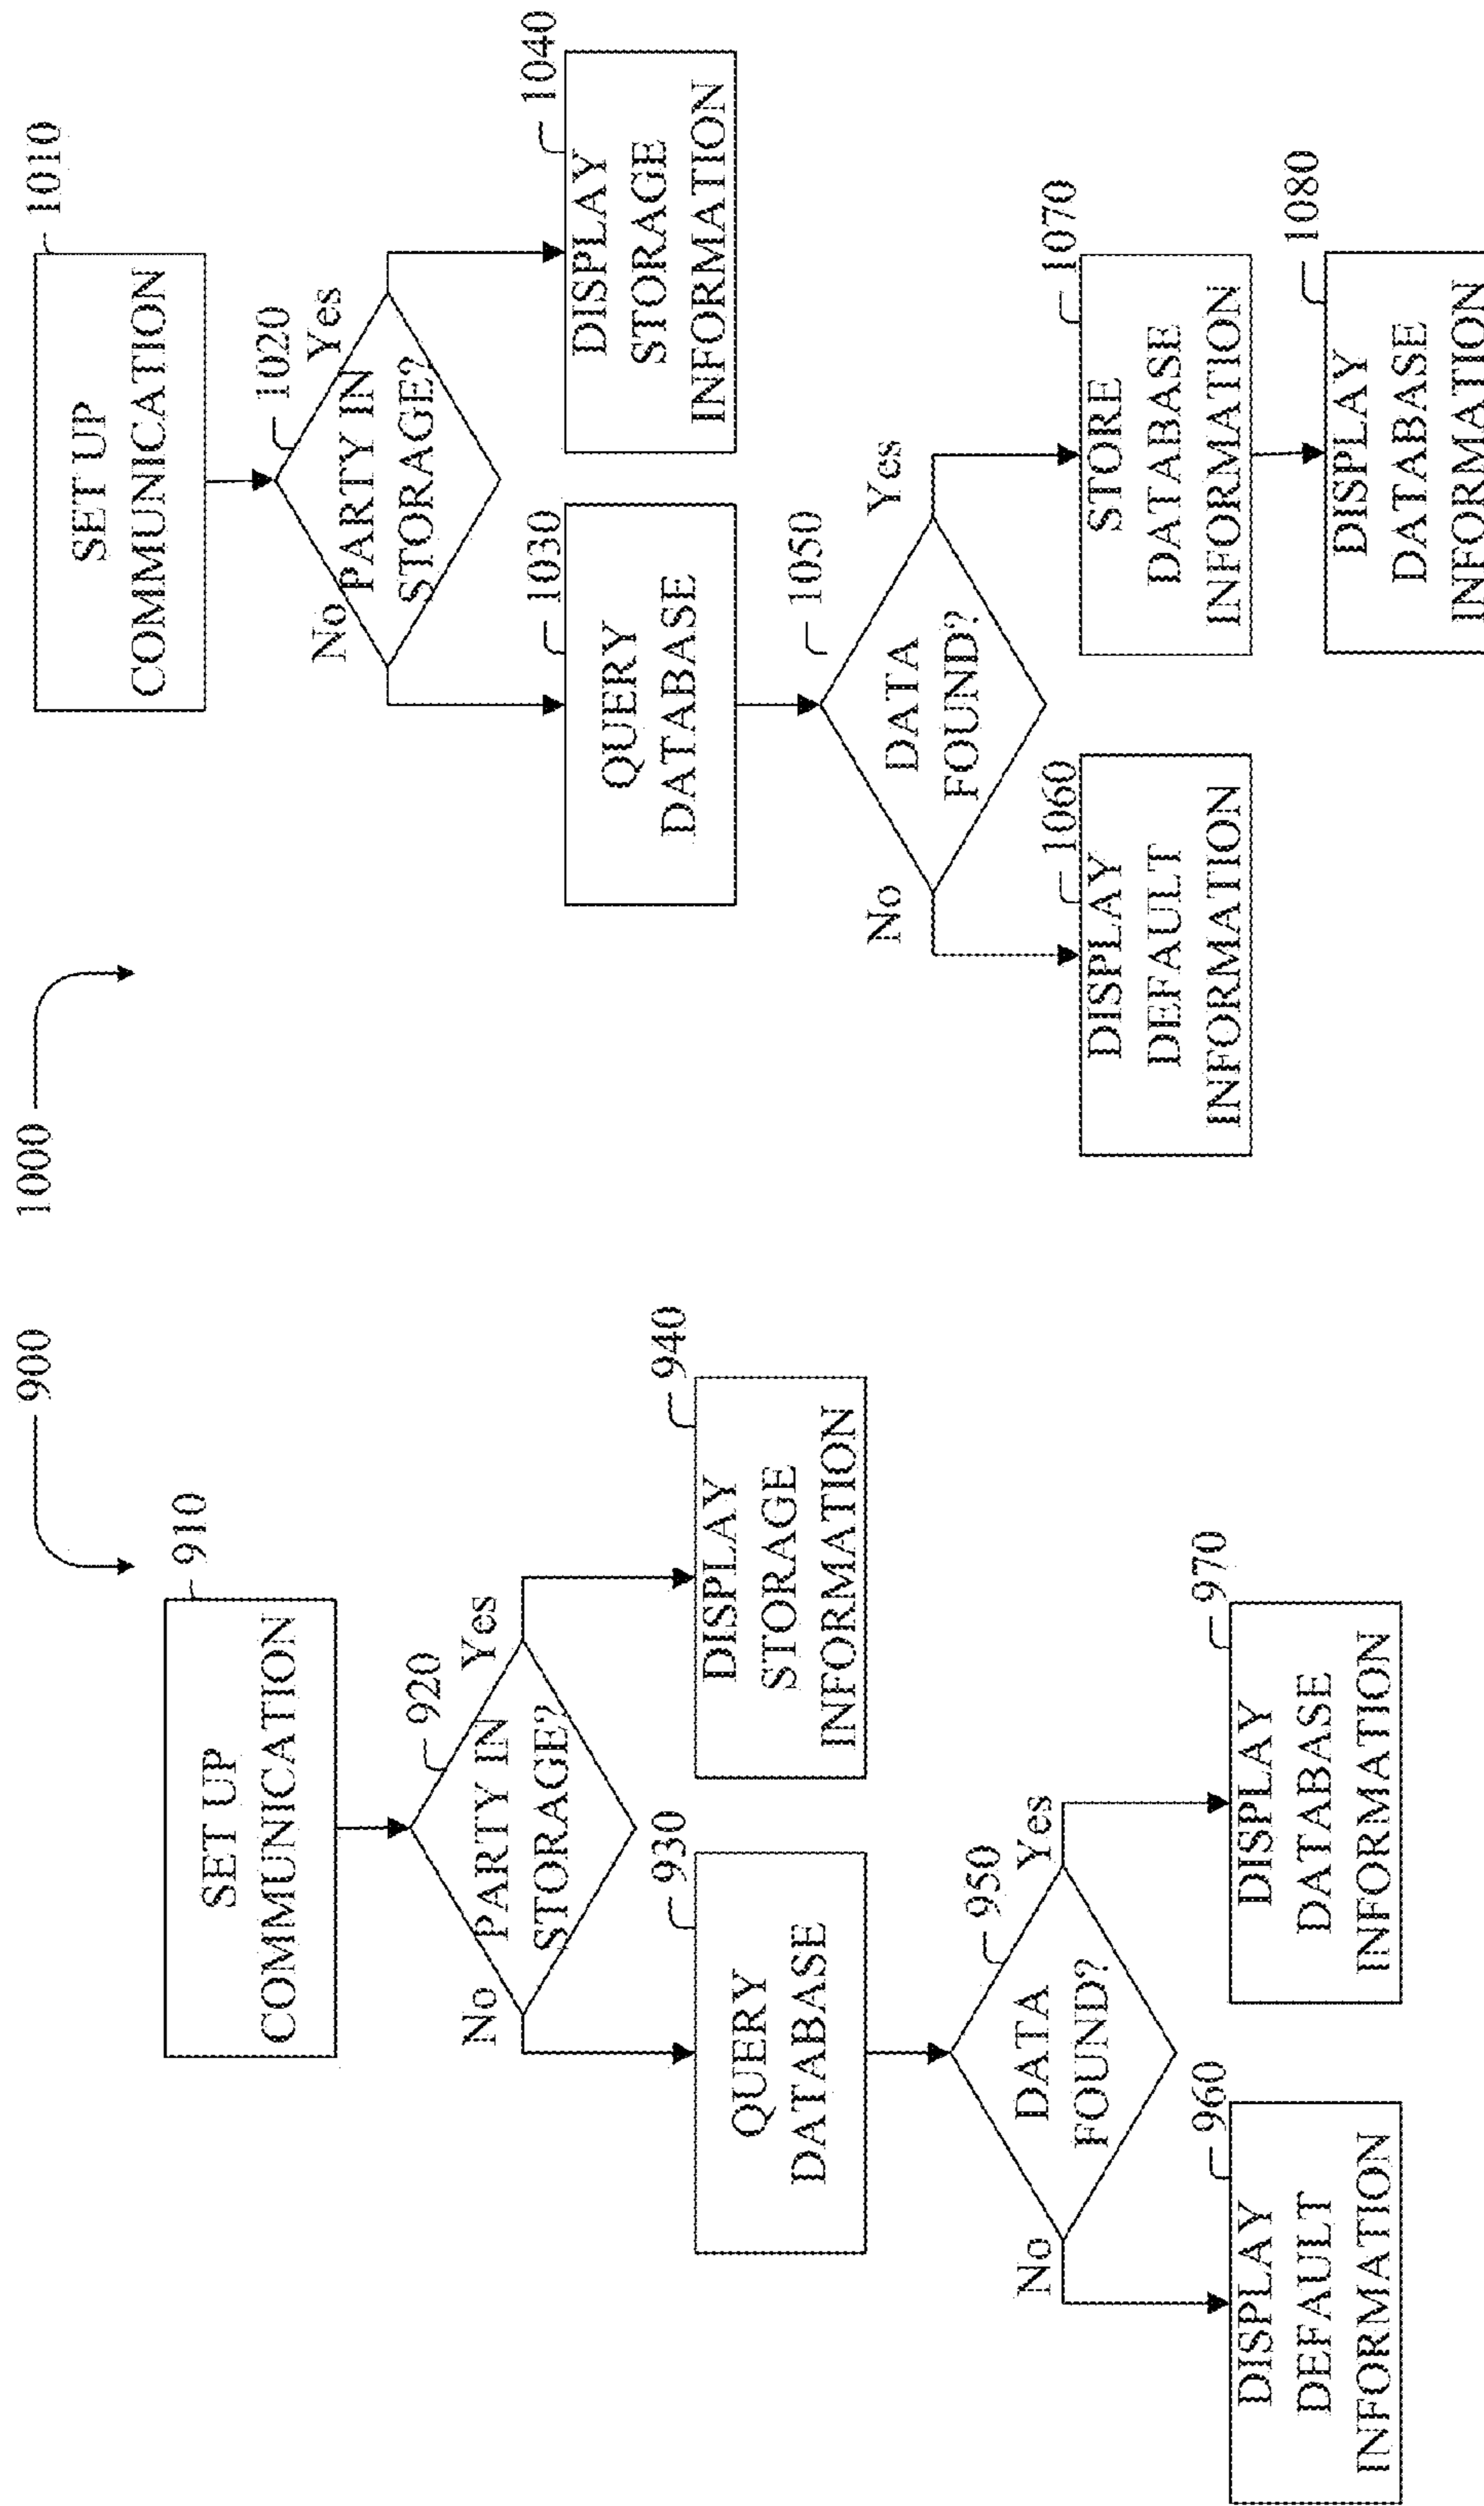 900
910
SET UP
COMMUNICATION
920
No
Yes
PARTY IN
STORAGE?
930
QUERY
DATABASE
940
DISPLAY
STORAGE
INFORMATION
950
No
Yes
DATA
FOUND?
960
DISPLAY
DEFAULT
INFORMATION
970
DISPLAY
DATABASE
INFORMATION
1000
1010
SET UP
COMMUNICATION
1020
No
Yes
PARTY IN
STORAGE?
1030
QUERY
DATABASE
1040
DISPLAY
STORAGE
INFORMATION
1050
No
Yes
DATA
FOUND?
1060
DISPLAY
DEFAULT
INFORMATION
1070
STORE
DATABASE
INFORMATION
1080
DISPLAY
DATABASE
INFORMATION